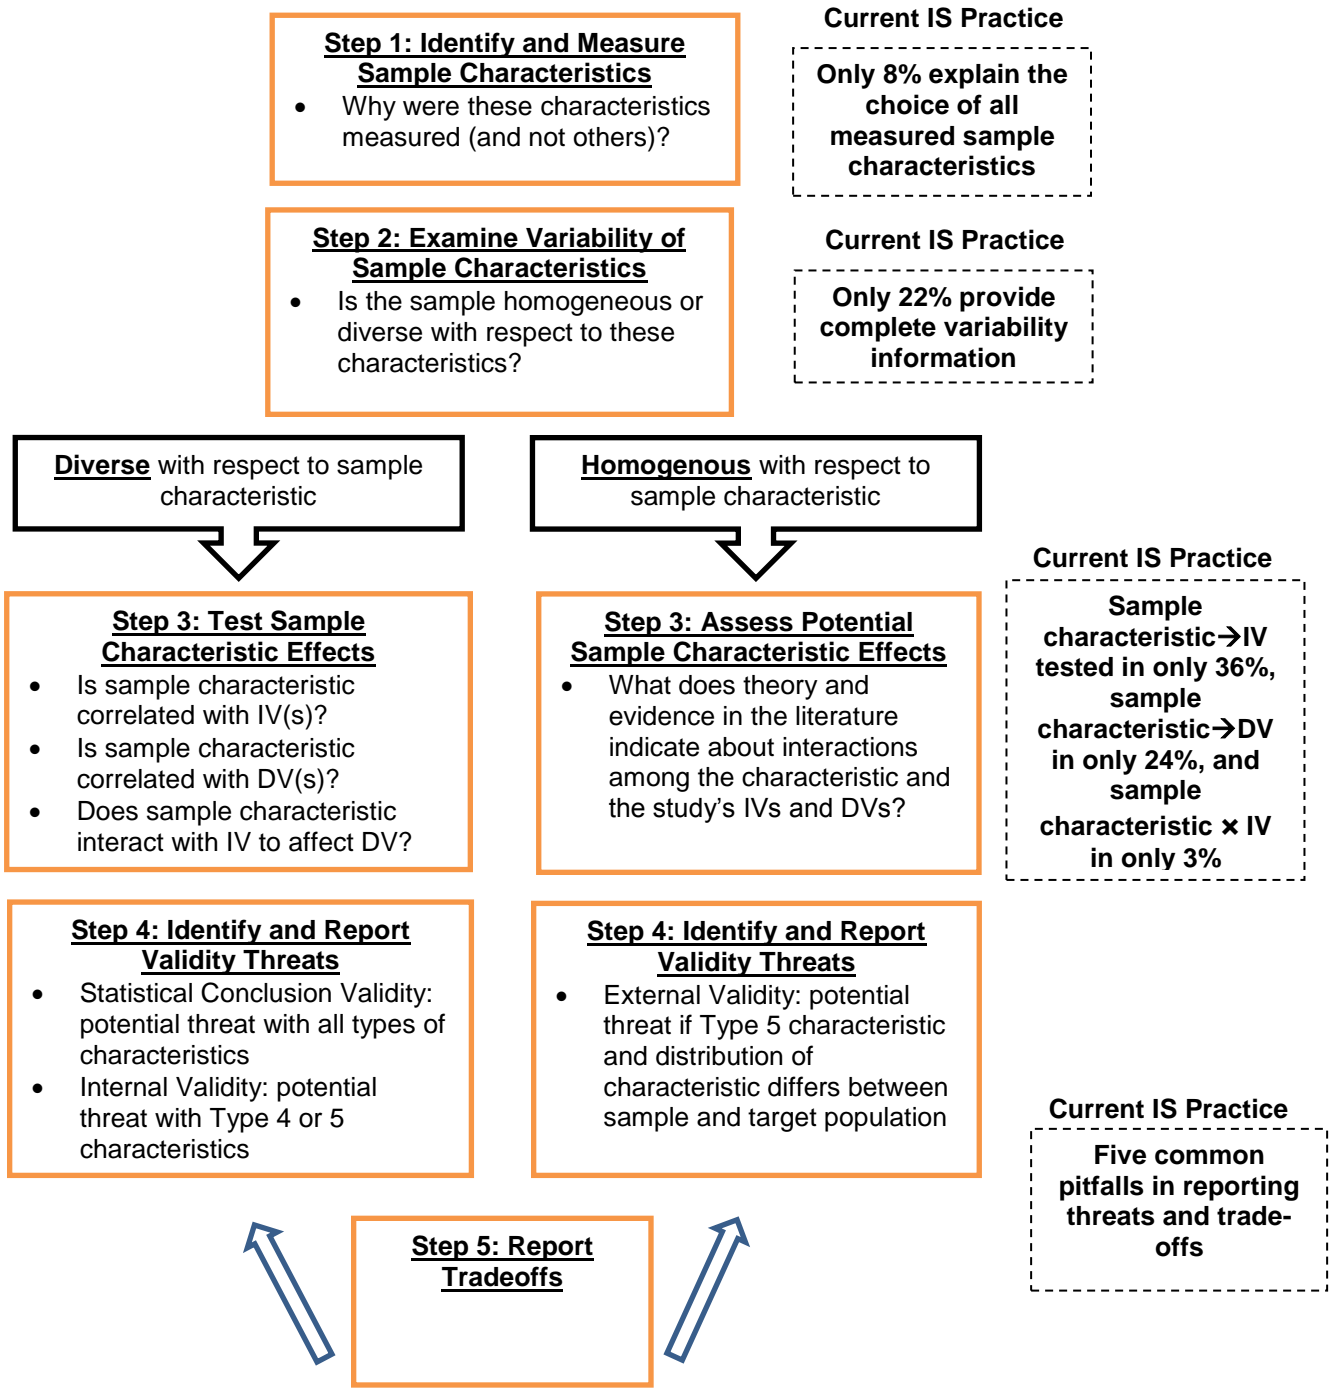 Current IS Practice
Step 1: Identify and Measure
Sample Characteristics
• Why were these characteristics
measured (and not others)?
Only 8% explain the
choice of all
measured sample
characteristics
Step 2: Examine Variability of
Sample Characteristics
• Is the sample homogeneous or
diverse with respect to these
characteristics?
Current IS Practice
Only 22% provide
complete variability
information
Diverse with respect to sample
characteristic
Homogenous with respect to
sample characteristic
Step 3: Test Sample
Characteristic Effects
• Is sample characteristic
correlated with IV(s)?
• Is sample characteristic
correlated with DV(s)?
• Does sample characteristic
interact with IV to affect DV?
Step 3: Assess Potential
Sample Characteristic Effects
• What does theory and
evidence in the literature
indicate about interactions
among the characteristic and
the study’s IVs and DVs?
Current IS Practice
Sample
characteristic→IV
tested in only 36%,
sample
characteristic→DV
in only 24%, and
sample
characteristic × IV
in only 3%
Step 4: Identify and Report
Validity Threats
• Statistical Conclusion Validity:
potential threat with all types of
characteristics
• Internal Validity: potential
threat with Type 4 or 5
characteristics
Step 4: Identify and Report
Validity Threats
• External Validity: potential
threat if Type 5 characteristic
and distribution of
characteristic differs between
sample and target population
Current IS Practice
Five common
pitfalls in reporting
threats and trade-
offs
Step 5: Report
Tradeoffs